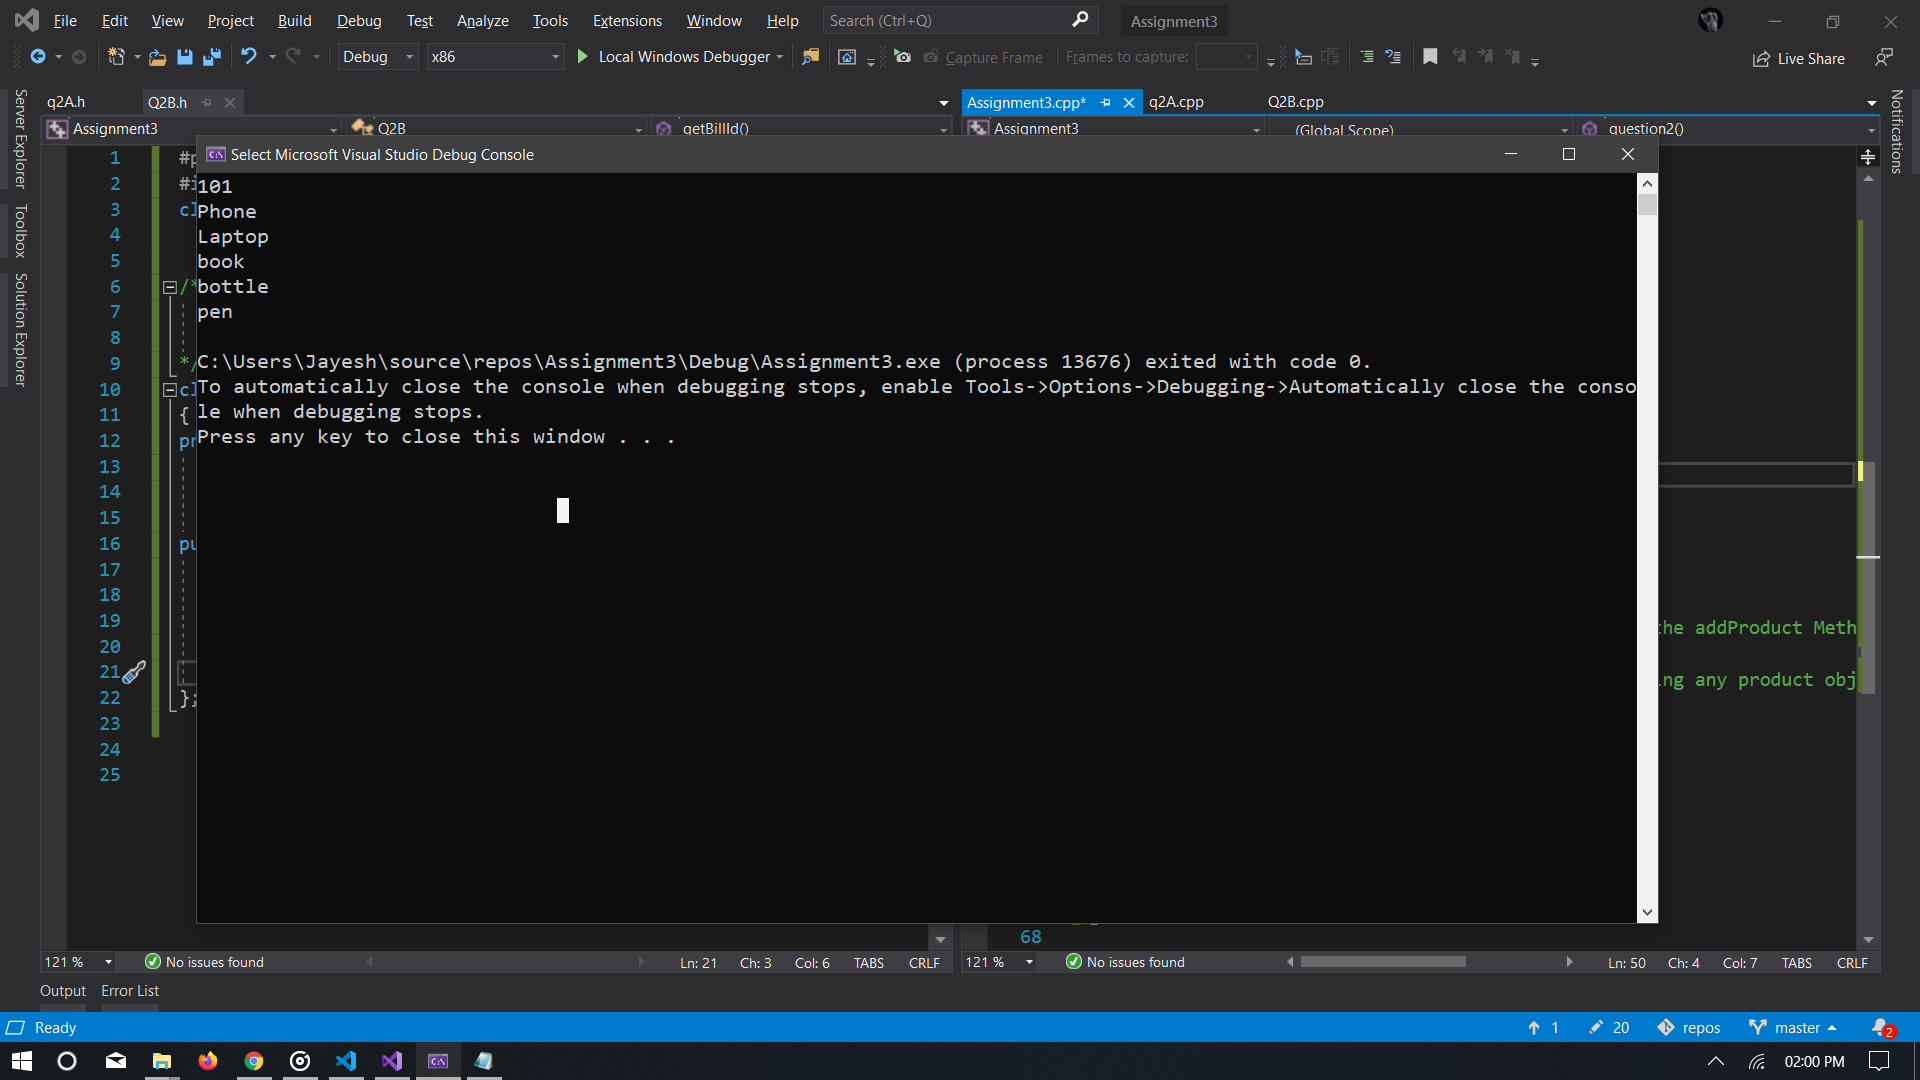 File Edit View Project Build Debug Test Analyze Tools Extensions Window Help Search (Ctrl+Q) Assignment3
Debug x86 Local Windows Debugger Capture Frame Frames to capture: Live Share
q2A.h Q2B.h Assignment3.cpp* q2A.cpp Q2B.cpp
Assignment3 Q2B getBillId() Assignment3 (Global Scope) question2()
Server Explorer
Toolbox
Solution Explorer
Notifications
Select Microsoft Visual Studio Debug Console
101
Phone
Laptop
book
bottle
pen
C:\Users\Jayesh\source\repos\Assignment3\Debug\Assignment3.exe (process 13676) exited with code 0.
To automatically close the console when debugging stops, enable Tools->Options->Debugging->Automatically close the conso
le when debugging stops.
Press any key to close this window . . .
1 #p
2 #i
3 cl
4
5
6 /*
7
8
9 */
10 cl
11 {
12 pr
13
14
15
16 pu
17
18
19
20
21
22 };
23
24
25
the addProduct Meth
ing any product obj
68
121 % No issues found Ln: 21 Ch: 3 Col: 6 TABS CRLF
121 % No issues found Ln: 50 Ch: 4 Col: 7 TABS CRLF
Output Error List
Ready 1 20 repos master 2
02:00 PM